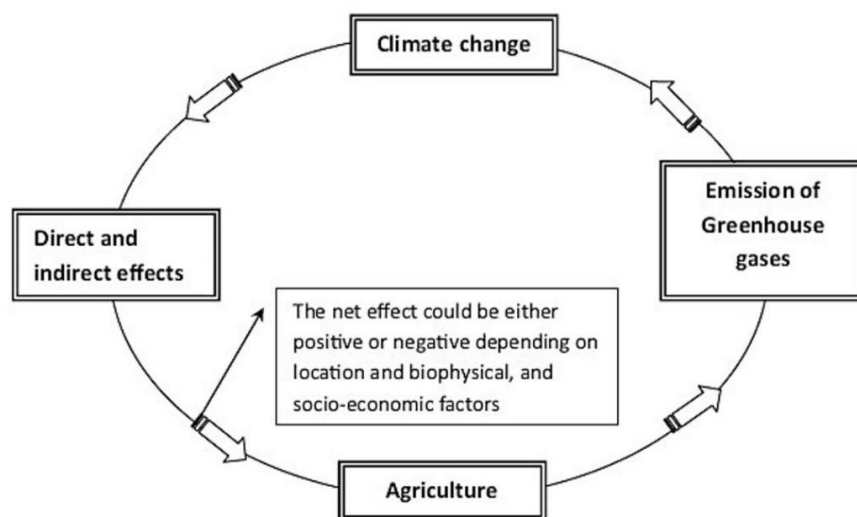 Climate change
Emission of
Greenhouse
gases
Direct and
indirect effects
The net effect could be either
positive or negative depending on
location and biophysical, and
socio-economic factors
Agriculture